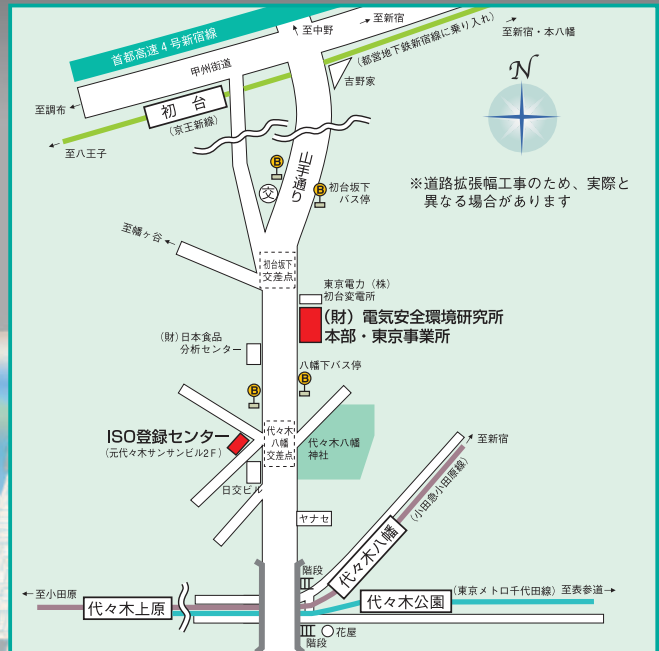 首都高速4号新宿線
→至新宿
至中野
(都営地下鉄新宿線に乗り入れ)
至新宿・本八幡
甲州街道
吉野家
N
至調布
初台
(京王新線)
至八王子
山手通り
B
交
B
初台坂下
バス停
※道路拡張幅工事のため、実際と
異なる場合があります
至幡ヶ谷
初台坂下
交差点
東京電力(株)
初台変電所
(財)電気安全環境研究所
本部・東京事業所
(財)日本食品
分析センター
八幡下バス停
B
B
ISO登録センター
(元代々木サンサンビル2F)
代々木
八幡
交差点
代々木八幡
神社
至新宿
日交ビル
ヤナセ
(小田急小田原線)
代々木八幡
階段
←至小田原
代々木上原
代々木公園
(東京メトロ千代田線)
至表参道→
階段
花屋